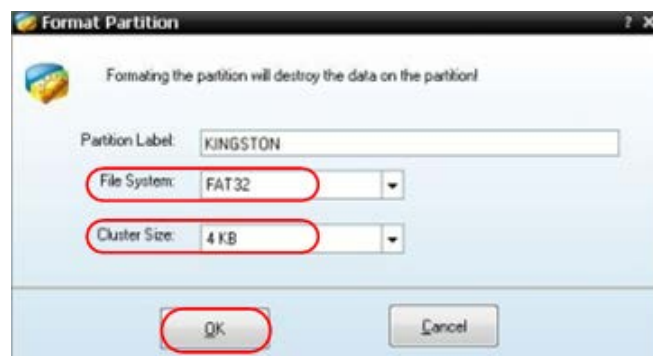 Format Partition ? X
Formating the partition will destroy the data on the partition!
Partition Label: KINGSTON
File System: FAT32
Cluster Size: 4 KB
OK Cancel